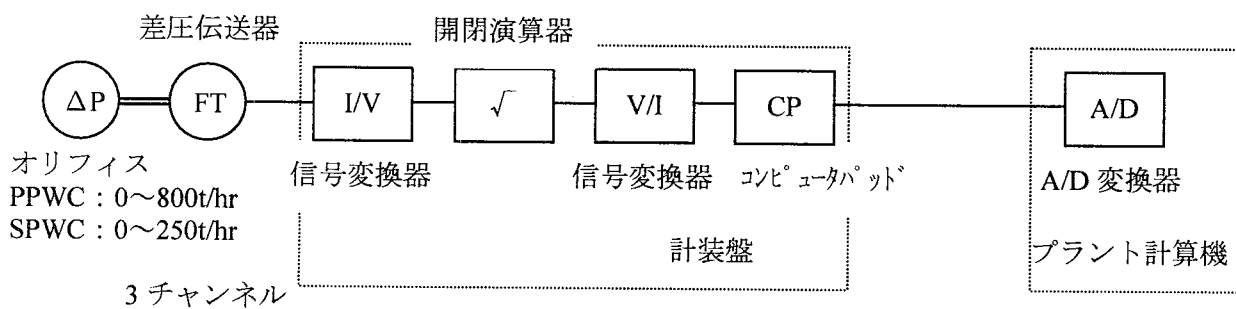 差圧伝送器
開閉演算器
ΔP
FT
I/V
√
V/I
CP
A/D
オリフィス
PPWC：0～800t/hr
SPWC：0～250t/hr
信号変換器
信号変換器
ｺﾝﾋﾟｭｰﾀﾊﾟｯﾄﾞ
A/D 変換器
計装盤
プラント計算機
3 チャンネル